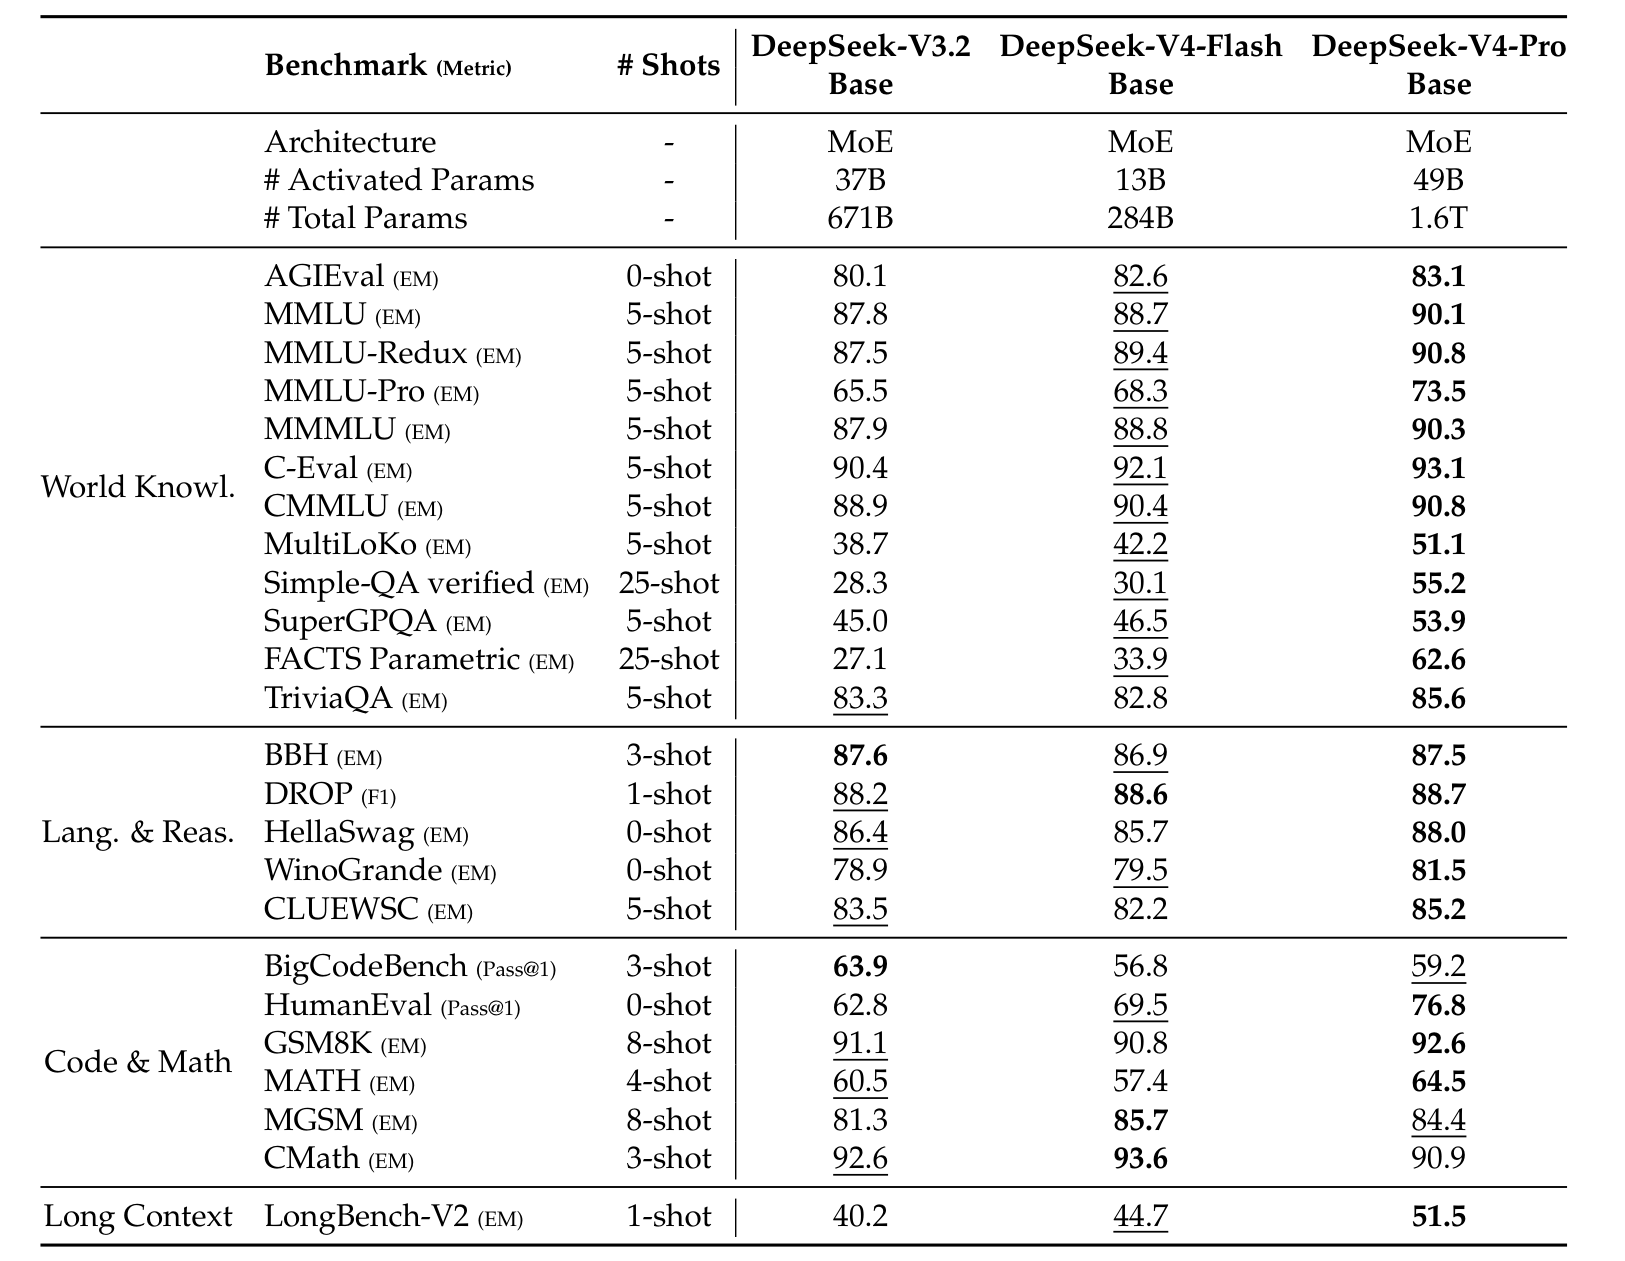 Benchmark (Metric) # Shots DeepSeek-V3.2 Base DeepSeek-V4-Flash Base DeepSeek-V4-Pro Base
Architecture - MoE MoE MoE
# Activated Params - 37B 13B 49B
# Total Params - 671B 284B 1.6T
World Knowl.
AGIEval (EM) 0-shot 80.1 82.6 83.1
MMLU (EM) 5-shot 87.8 88.7 90.1
MMLU-Redux (EM) 5-shot 87.5 89.4 90.8
MMLU-Pro (EM) 5-shot 65.5 68.3 73.5
MMMLU (EM) 5-shot 87.9 88.8 90.3
C-Eval (EM) 5-shot 90.4 92.1 93.1
CMMLU (EM) 5-shot 88.9 90.4 90.8
MultiLoKo (EM) 5-shot 38.7 42.2 51.1
Simple-QA verified (EM) 25-shot 28.3 30.1 55.2
SuperGPQA (EM) 5-shot 45.0 46.5 53.9
FACTS Parametric (EM) 25-shot 27.1 33.9 62.6
TriviaQA (EM) 5-shot 83.3 82.8 85.6
Lang. & Reas.
BBH (EM) 3-shot 87.6 86.9 87.5
DROP (F1) 1-shot 88.2 88.6 88.7
HellaSwag (EM) 0-shot 86.4 85.7 88.0
WinoGrande (EM) 0-shot 78.9 79.5 81.5
CLUEWSC (EM) 5-shot 83.5 82.2 85.2
Code & Math
BigCodeBench (Pass@1) 3-shot 63.9 56.8 59.2
HumanEval (Pass@1) 0-shot 62.8 69.5 76.8
GSM8K (EM) 8-shot 91.1 90.8 92.6
MATH (EM) 4-shot 60.5 57.4 64.5
MGSM (EM) 8-shot 81.3 85.7 84.4
CMath (EM) 3-shot 92.6 93.6 90.9
Long Context LongBench-V2 (EM) 1-shot 40.2 44.7 51.5